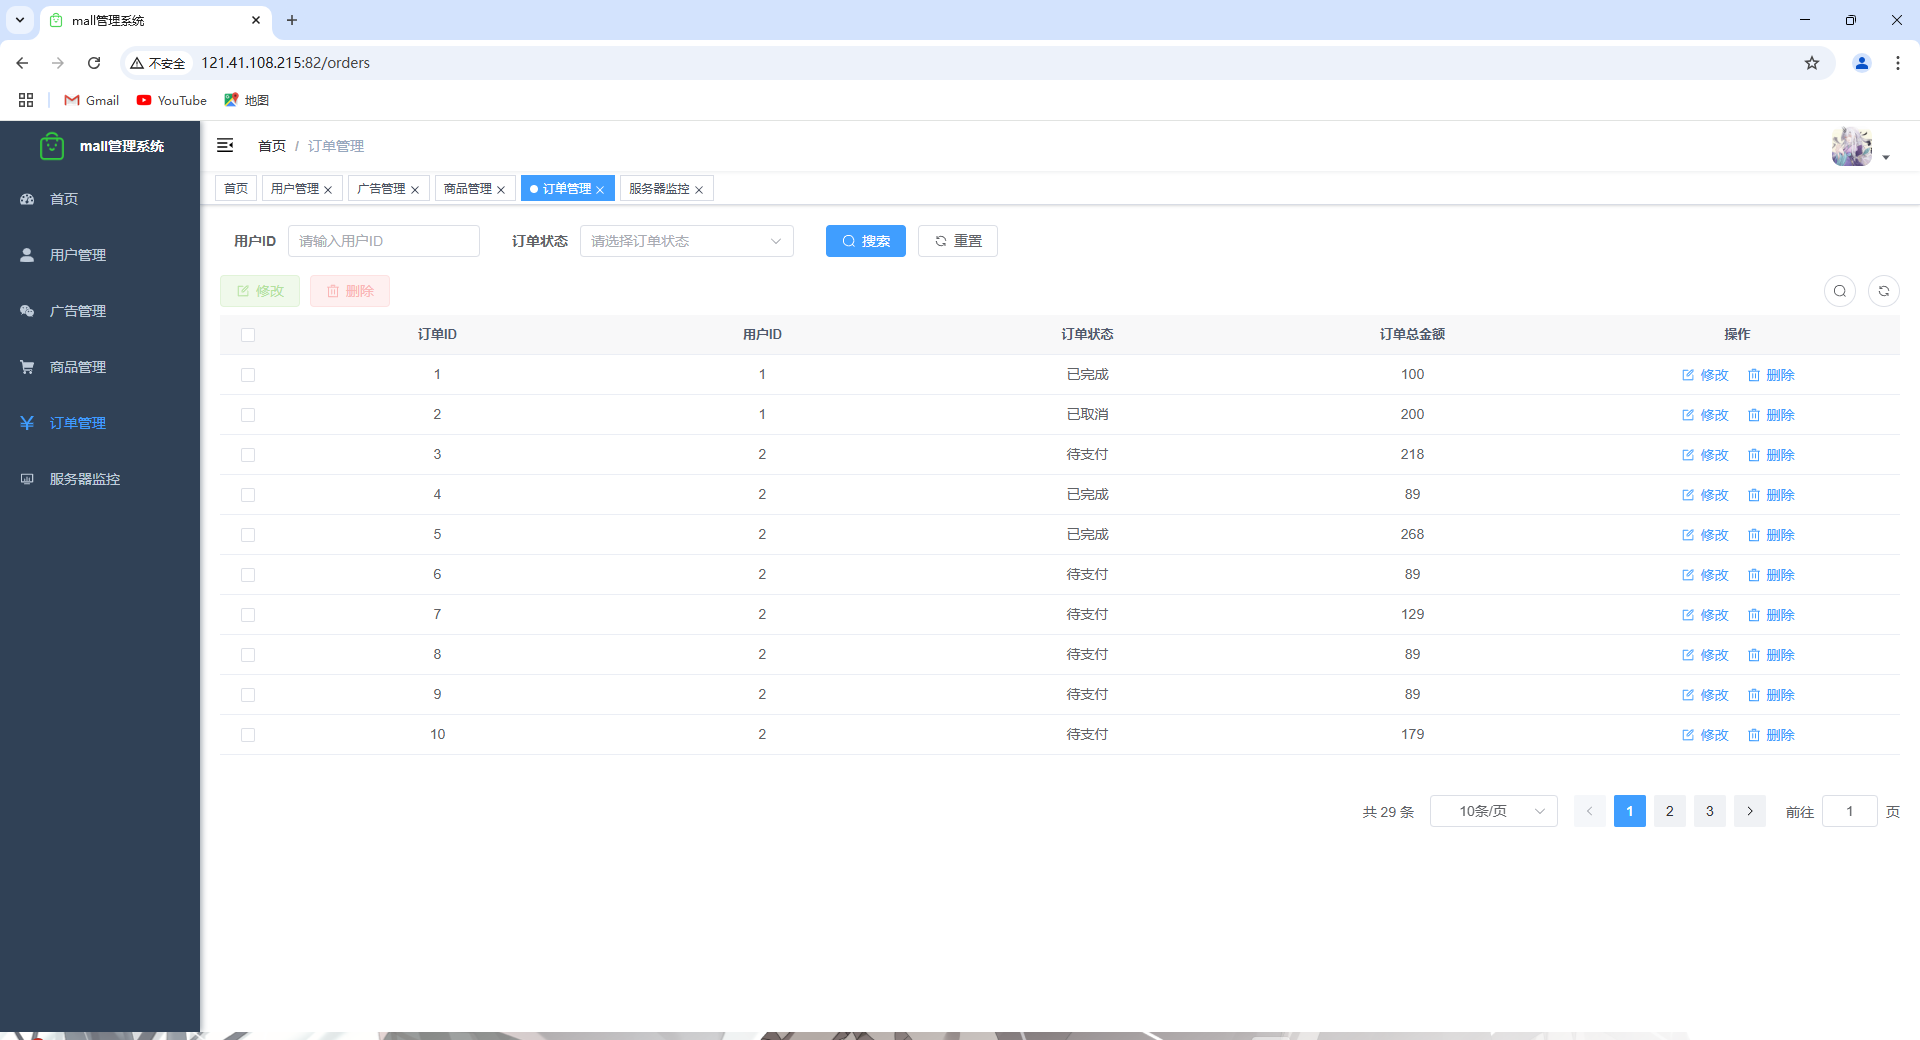 mall管理系统
不安全 121.41.108.215:82/orders
Gmail YouTube 地图
mall管理系统
首页 / 订单管理
首页 用户管理 广告管理 商品管理 订单管理 服务器监控
首页
用户管理
广告管理
商品管理
订单管理
服务器监控
用户ID 请输入用户ID 订单状态 请选择订单状态 搜索 重置
修改 删除
订单ID 用户ID 订单状态 订单总金额 操作
1 1 已完成 100 修改 删除
2 1 已取消 200 修改 删除
3 2 待支付 218 修改 删除
4 2 已完成 89 修改 删除
5 2 已完成 268 修改 删除
6 2 待支付 89 修改 删除
7 2 待支付 129 修改 删除
8 2 待支付 89 修改 删除
9 2 待支付 89 修改 删除
10 2 待支付 179 修改 删除
共 29 条 10条/页 1 2 3 前往 1 页